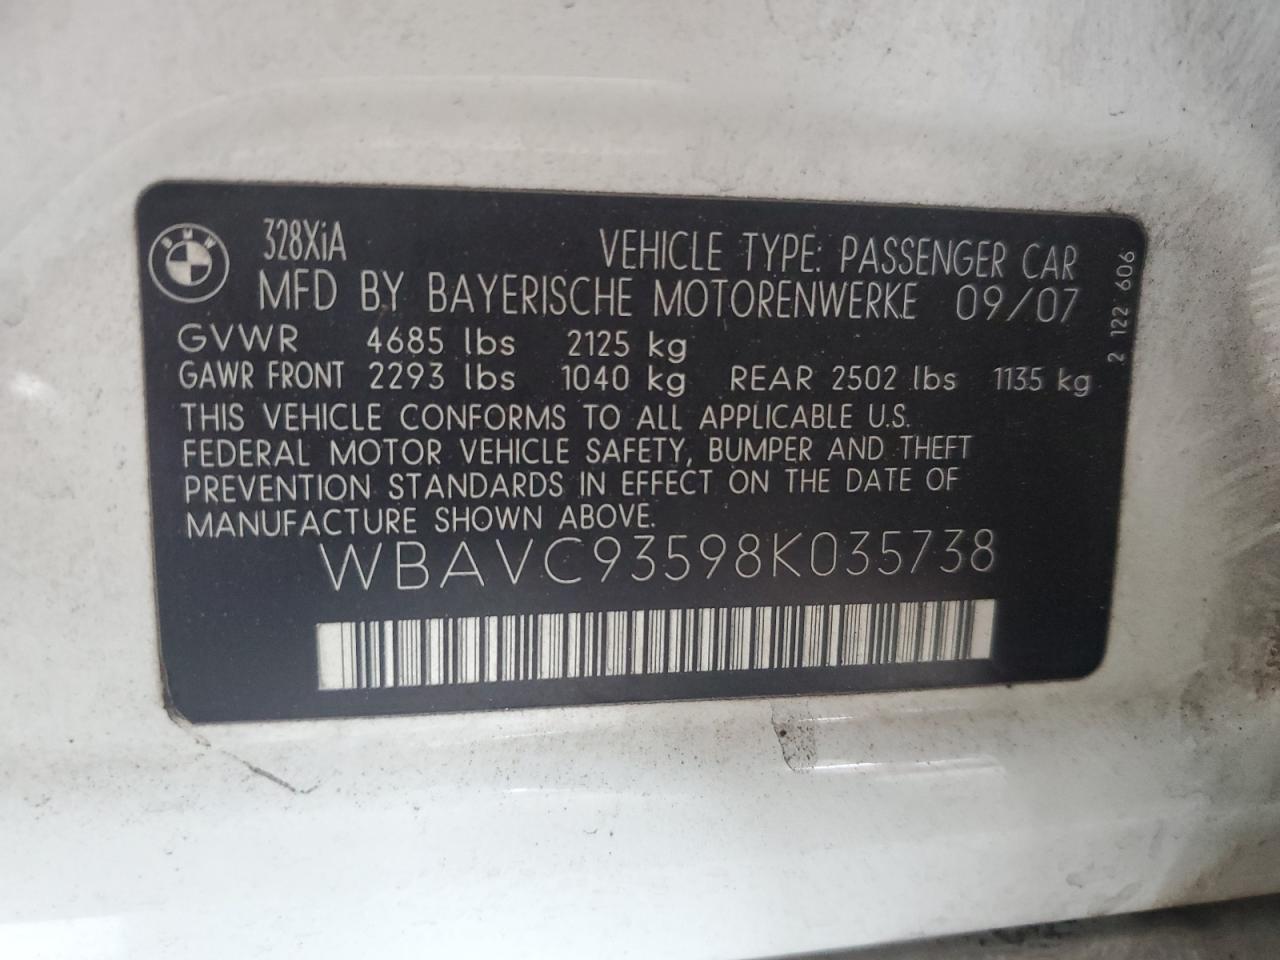 BMW
328XiA
VEHICLE TYPE: PASSENGER CAR
MFD BY BAYERISCHE MOTORENWERKE 09/07
GVWR 4685 lbs 2125 kg
GAWR FRONT 2293 lbs 1040 kg REAR 2502 lbs 1135 kg
THIS VEHICLE CONFORMS TO ALL APPLICABLE U.S.
FEDERAL MOTOR VEHICLE SAFETY, BUMPER AND THEFT
PREVENTION STANDARDS IN EFFECT ON THE DATE OF
MANUFACTURE SHOWN ABOVE.
WBAVC93598K035738
2 122 606